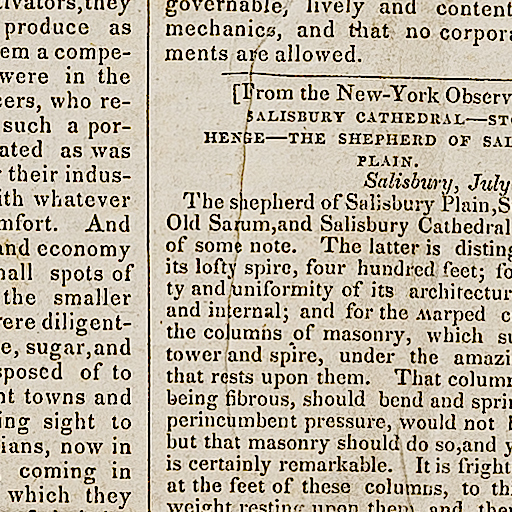 ivators, they
produce as
em a compe-
were in the
cers, who re-
such a por-
ated as was
their indus-
ith whatever
mfort. And
and economy
nall spots of
the smaller
ere diligent-
e, sugar, and
sposed of to
nt towns and
ing sight to
ians, now in
coming in
which they
governable, lively and content
mechanics, and that no corpora
ments are allowed.
[From the New-York Observ
SALISBURY CATHEDRAL—STO
HENGE—THE SHEPHERD OF SAL
PLAIN.
Salisbury, July
The shepherd of Salisbury Plain, S
Old Sarum, and Salisbury Cathedral
of some note. The latter is disting
its lofty spire, four hundred feet; fo
ty and uniformity of its architectur
and internal; and for the warped c
the columns of masonry, which su
tower and spire, under the amazi
that rests upon them. That column
being fibrous, should bend and sprin
perincumbent pressure, would not
but that masonry should do so, and y
is certainly remarkable. It is fright
at the feet of these columns, to th
weight resting upon them and the